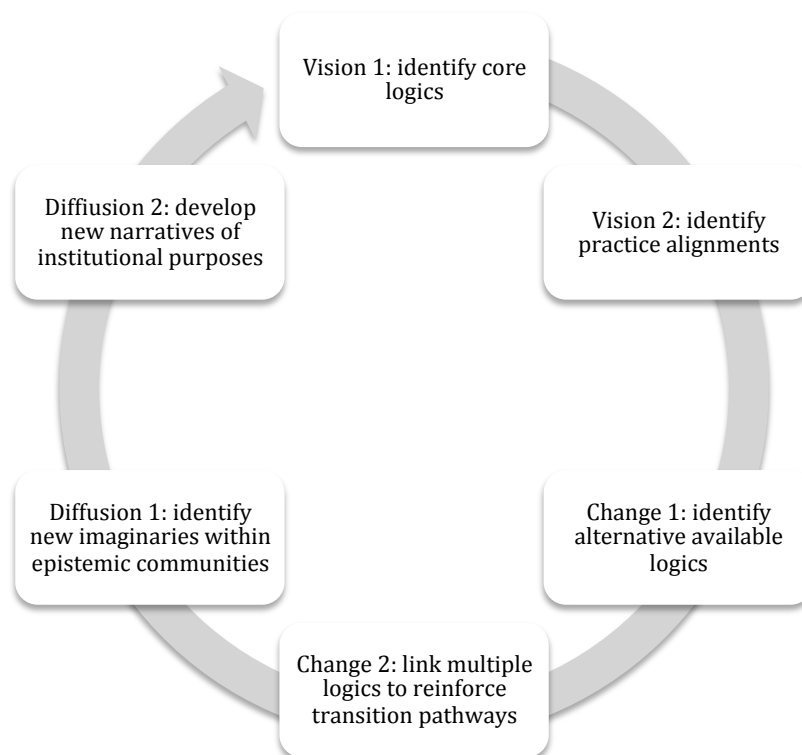 Vision 1: identify core
logics
Vision 2: identify
practice alignments
Change 1: identify
alternative available
logics
Change 2: link multiple
logics to reinforce
transition pathways
Diffusion 1: identify
new imaginaries within
epistemic communities
Diffiusion 2: develop
new narratives of
institutional purposes